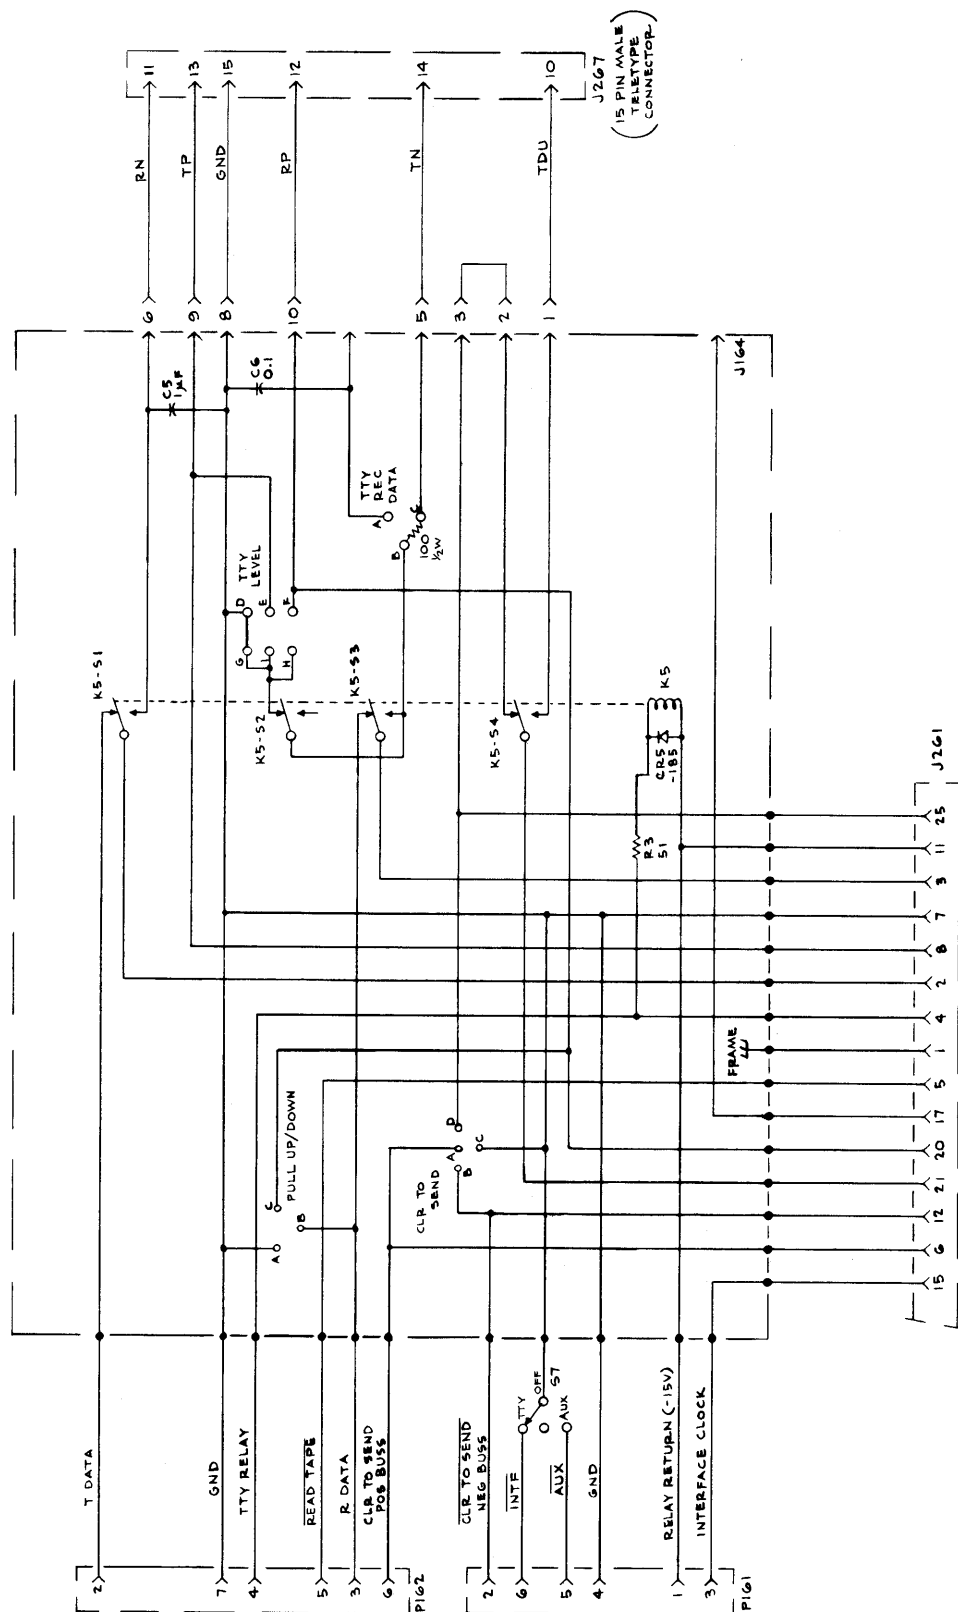 11
13
15
12
14
10
J267
(15 PIN MALE
TELETYPE
CONNECTOR)
RN
TP
GND
RP
TN
TDU
6
9
8
10
5
3
2
1
J164
C5
1µF
C6
0.1
TTY
REC
DATA
A
B
C
100
½W
TTY
LEVEL
D
E
F
G
H
K5-S1
K5-S2
K5-S3
K5-S4
K5
CR5
-185
R3
51
J261
25
11
3
7
8
2
4
1
5
17
20
21
12
6
15
FRAME
PULL UP/DOWN
A
B
C
CLR TO
SEND
A
B
C
D
T DATA
GND
TTY RELAY
READ TAPE
R DATA
CLR TO SEND
POS BUSS
CLR TO SEND
NEG BUSS
INTF
AUX
GND
RELAY RETURN (-15V)
INTERFACE CLOCK
TTY
OFF
AUX
S7
2
7
4
5
3
6
P162
2
6
5
4
1
3
P161